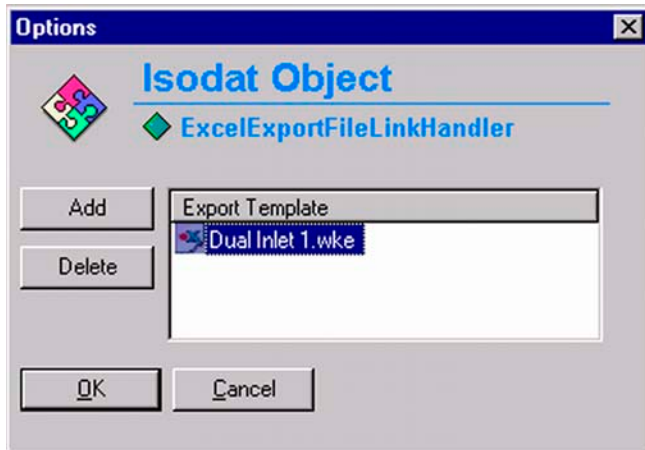 Options
Isodat Object
ExcelExportFileLinkHandler
Add
Delete
Export Template
Dual Inlet 1.wke
OK
Cancel